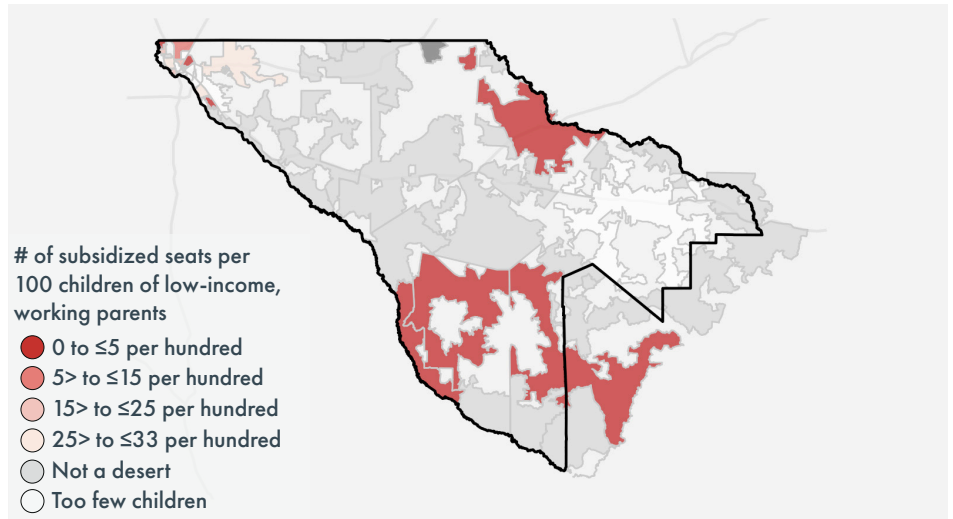 # of subsidized seats per
100 children of low-income,
working parents
0 to ≤5 per hundred
5> to ≤15 per hundred
15> to ≤25 per hundred
25> to ≤33 per hundred
Not a desert
Too few children